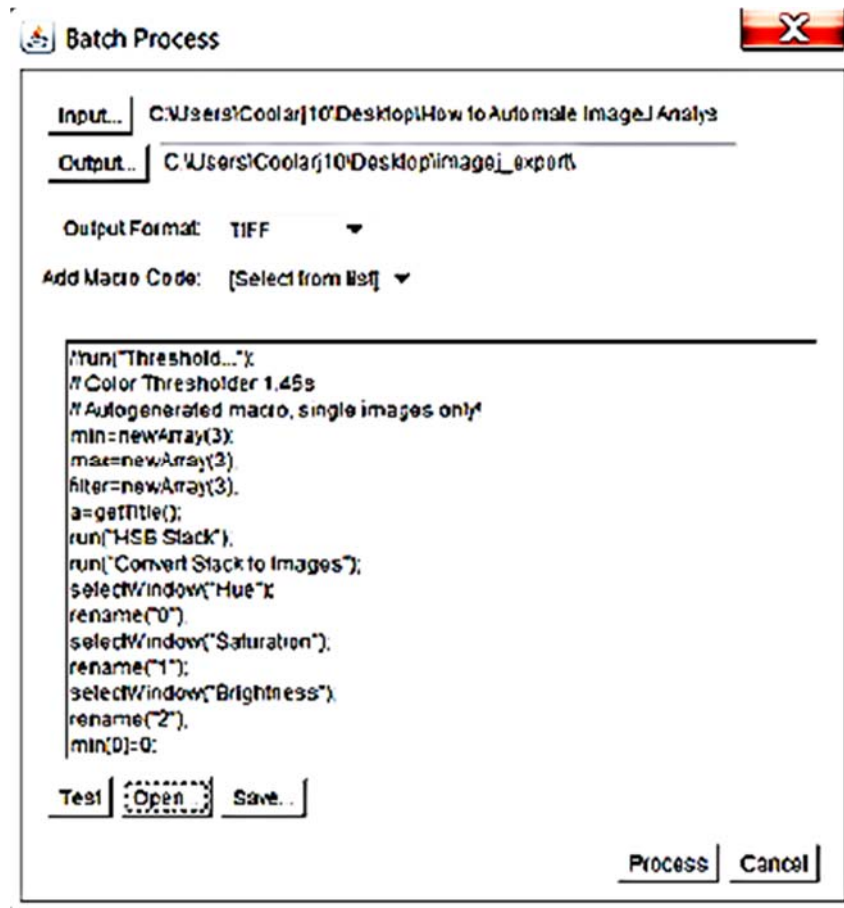 Batch Process
Input... C:\Users\Coolarj10\Desktop\How to Automate ImageJ Analys
Output... C:\Users\Coolarj10\Desktop\imagej_export\
Output Format: TIFF
Add Macro Code: [Select from list]
//run("Threshold...");
// Color Thresholder 1.46s
// Autogenerated macro, single images only!
min=newArray(3);
max=newArray(3);
filter=newArray(3);
a=getTitle();
run("HSB Stack");
run("Convert Stack to Images");
selectWindow("Hue");
rename("0");
selectWindow("Saturation");
rename("1");
selectWindow("Brightness");
rename("2");
min[0]=0;
Test Open... Save...
Process Cancel